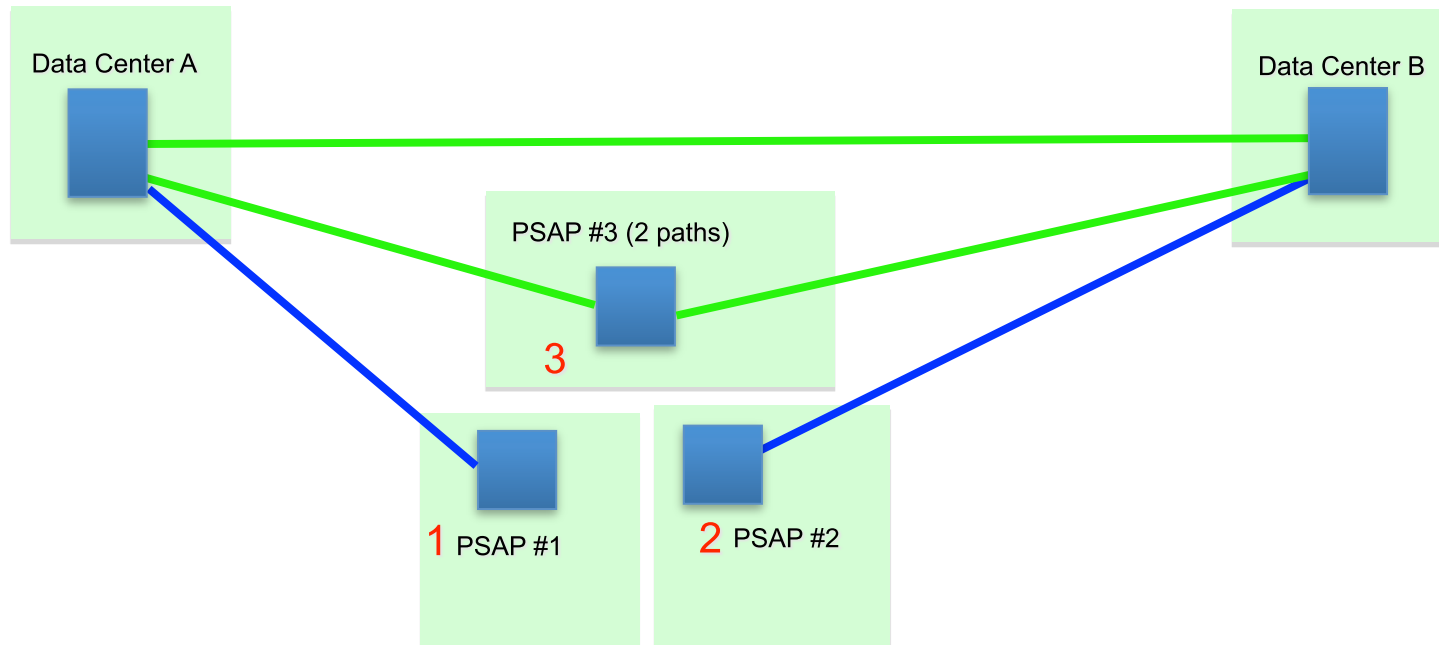 Data Center A
Data Center B
PSAP #3 (2 paths)
3
1 PSAP #1
2 PSAP #2